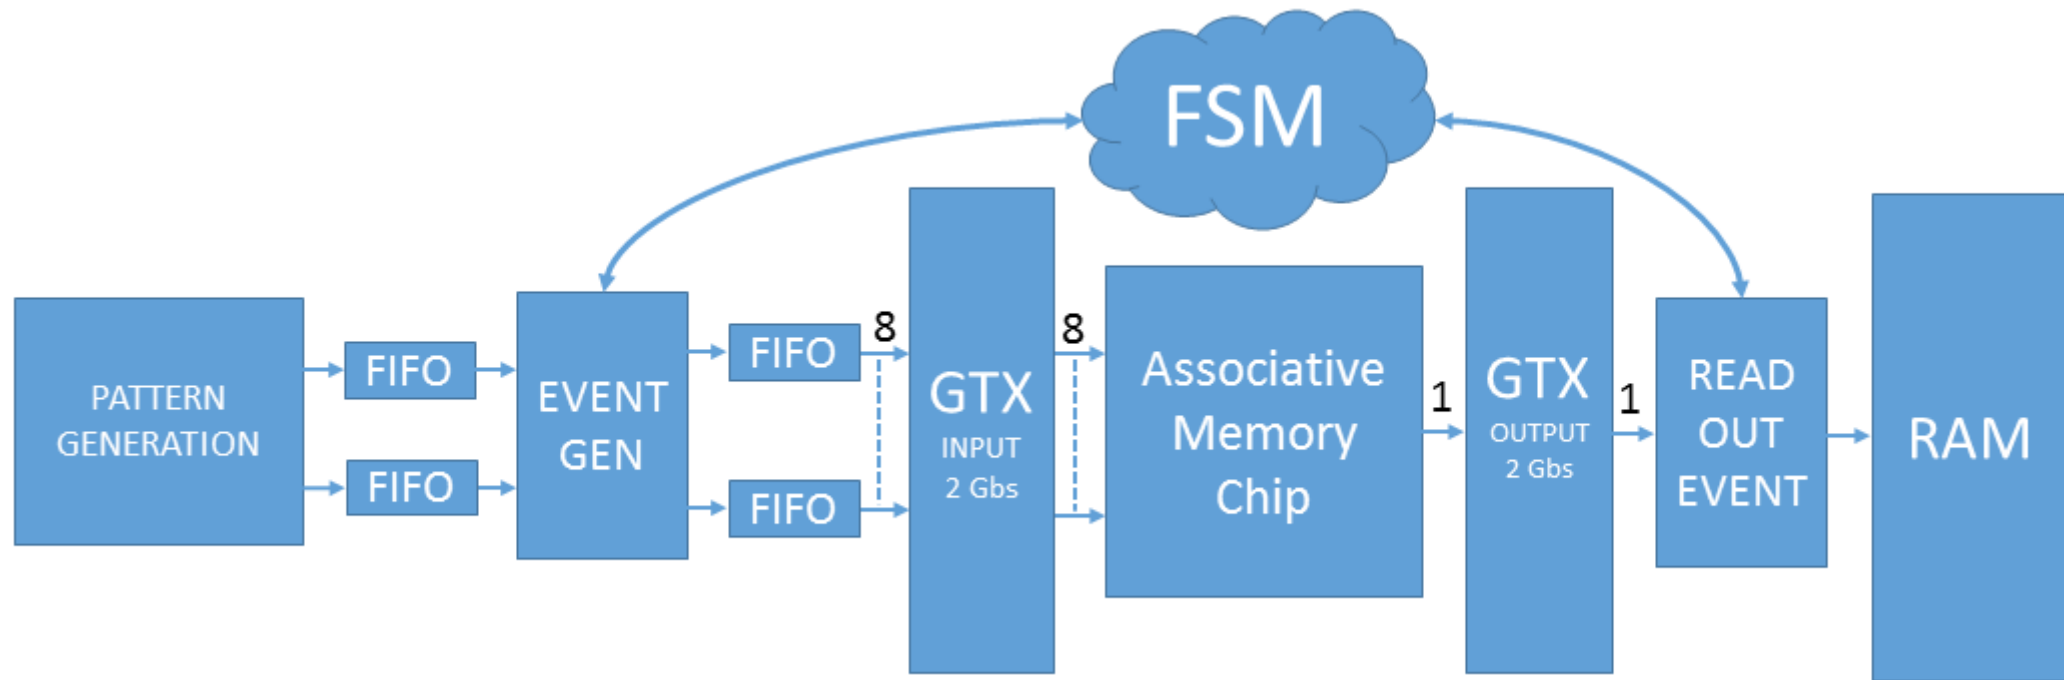 FSM
PATTERN
GENERATION
FIFO
FIFO
EVENT
GEN
FIFO
FIFO
8
GTX
INPUT
2 Gbs
8
Associative
Memory
Chip
1
GTX
OUTPUT
2 Gbs
1
READ
OUT
EVENT
RAM